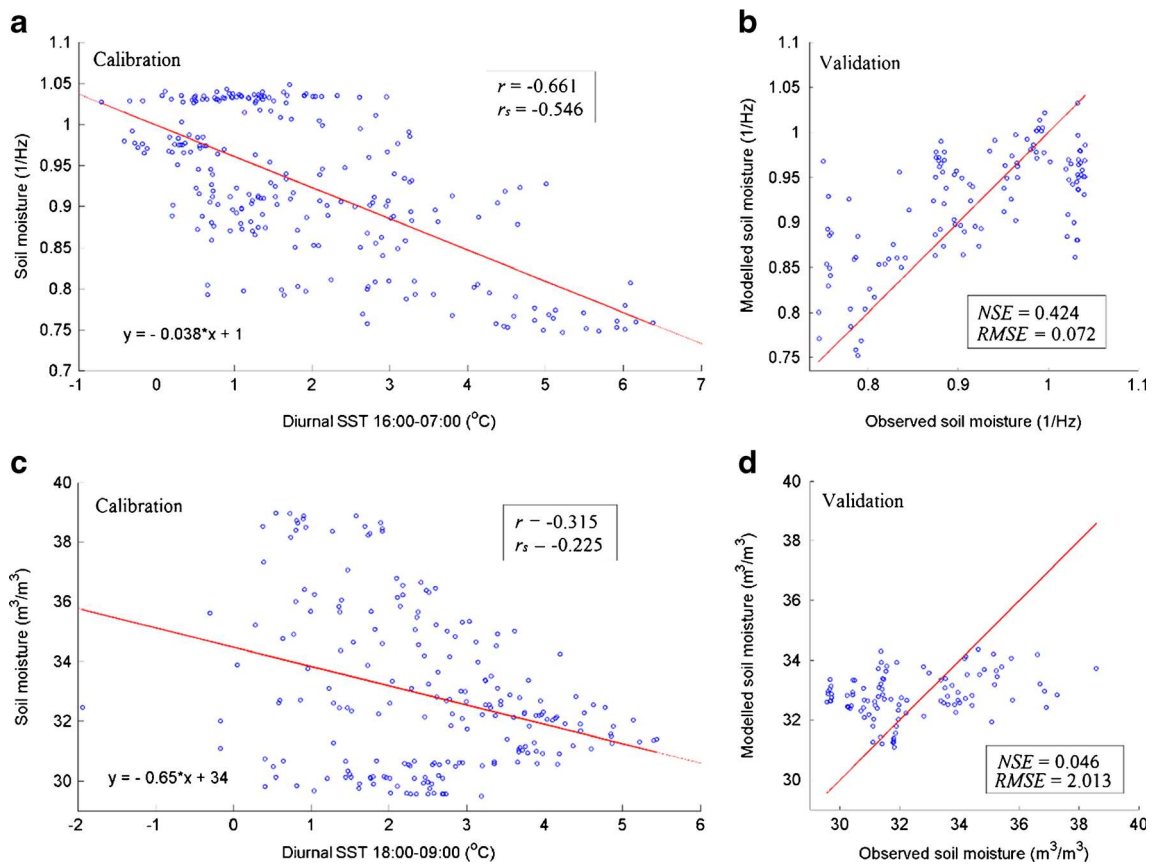 a
Calibration
r = -0.661
rs = -0.546
y = - 0.038*x + 1
1.1
1.05
1
0.95
0.9
0.85
0.8
0.75
0.7
Soil moisture (1/Hz)
-1 0 1 2 3 4 5 6 7
Diurnal SST 16:00-07:00 (°C)
b
Validation
NSE = 0.424
RMSE = 0.072
1.1
1.05
1
0.95
0.9
0.85
0.8
0.75
Modelled soil moisture (1/Hz)
0.8 0.9 1 1.1
Observed soil moisture (1/Hz)
c
Calibration
r = -0.315
rs = -0.225
y = - 0.65*x + 34
40
38
36
34
32
30
Soil moisture (m³/m³)
-2 -1 0 1 2 3 4 5 6
Diurnal SST 18:00-09:00 (°C)
d
Validation
NSE = 0.046
RMSE = 2.013
40
38
36
34
32
30
Modelled soil moisture (m³/m³)
30 32 34 36 38 40
Observed soil moisture (m³/m³)